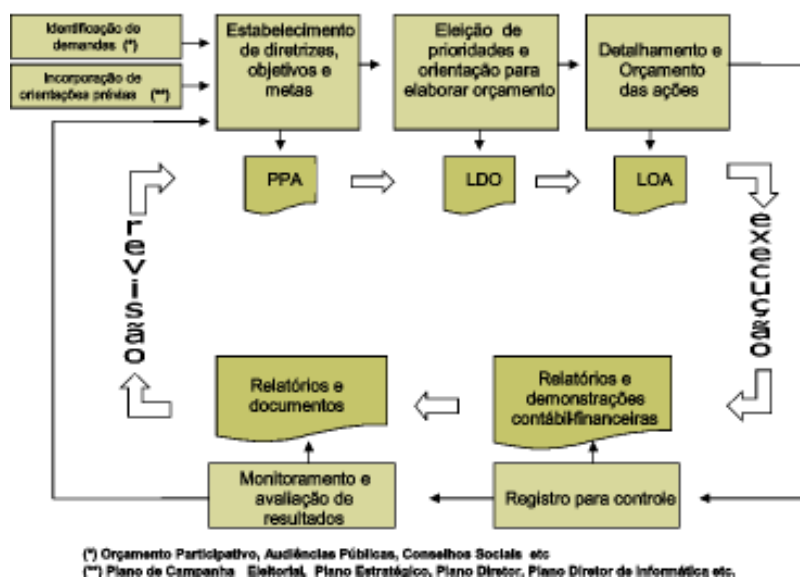 Identificação de
demandas (*)
Incorporação de
orientações prévias (**)
Estabelecimento
de diretrizes,
objetivos e
metas
Eleição de
prioridades e
orientação para
elaborar orçamento
Detalhamento e
Orçamento
das ações
PPA
LDO
LOA
revisão
execução
Relatórios e
documentos
Relatórios e
demonstrações
contábil-financeiras
Monitoramento e
avaliação de
resultados
Registro para controle
(*) Orçamento Participativo, Audiências Públicas, Conselhos Sociais etc
(**) Plano de Campanha Eleitorial, Plano Estratégico, Plano Diretor, Plano Diretor de Informática etc.